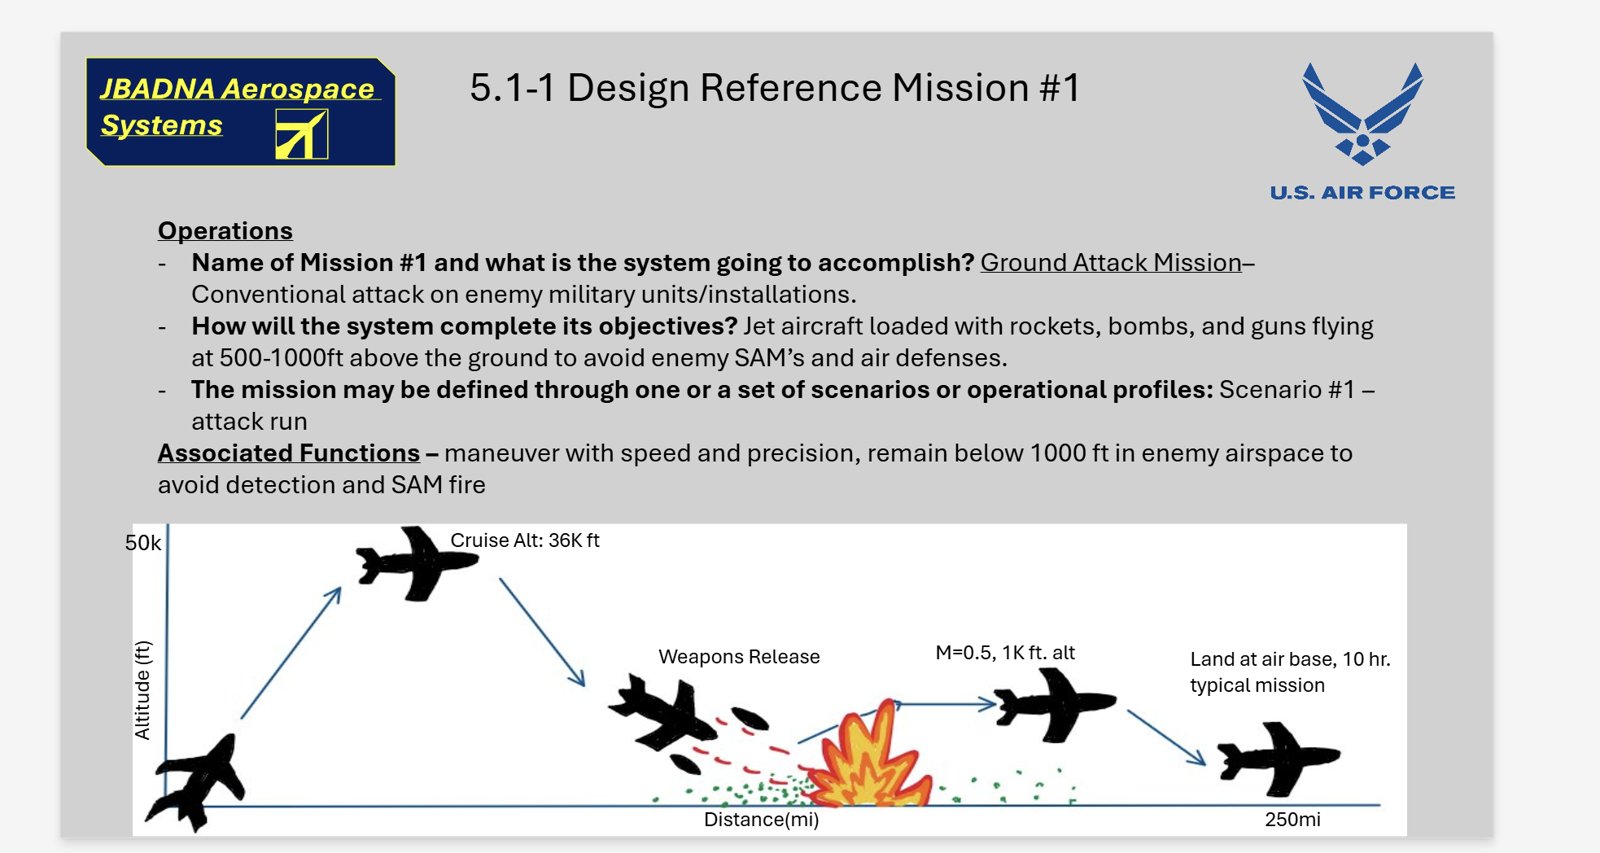 JBADNA Aerospace
Systems
5.1-1 Design Reference Mission #1
U.S. AIR FORCE
Operations
- Name of Mission #1 and what is the system going to accomplish? Ground Attack Mission–
Conventional attack on enemy military units/installations.
- How will the system complete its objectives? Jet aircraft loaded with rockets, bombs, and guns flying
at 500-1000ft above the ground to avoid enemy SAM’s and air defenses.
- The mission may be defined through one or a set of scenarios or operational profiles: Scenario #1 –
attack run
Associated Functions – maneuver with speed and precision, remain below 1000 ft in enemy airspace to
avoid detection and SAM fire
50k
Cruise Alt: 36K ft
Altitude (ft)
Weapons Release
M=0.5, 1K ft. alt
Land at air base, 10 hr.
typical mission
Distance(mi)
250mi